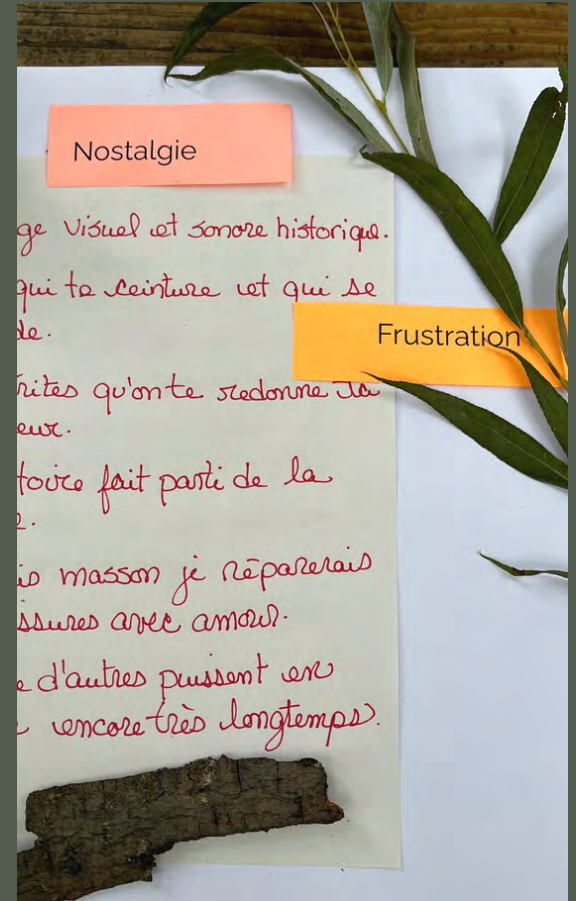 Nostalgie
ge visuel et sonore historique.
qui te ceinture et qui se
Frustration
de.
rites qu'on te redonne ta
eur.
toire fait parti de la
e.
is masson je réparerais
ssures avec amour.
e d'autres puissent en
encore très longtemps.